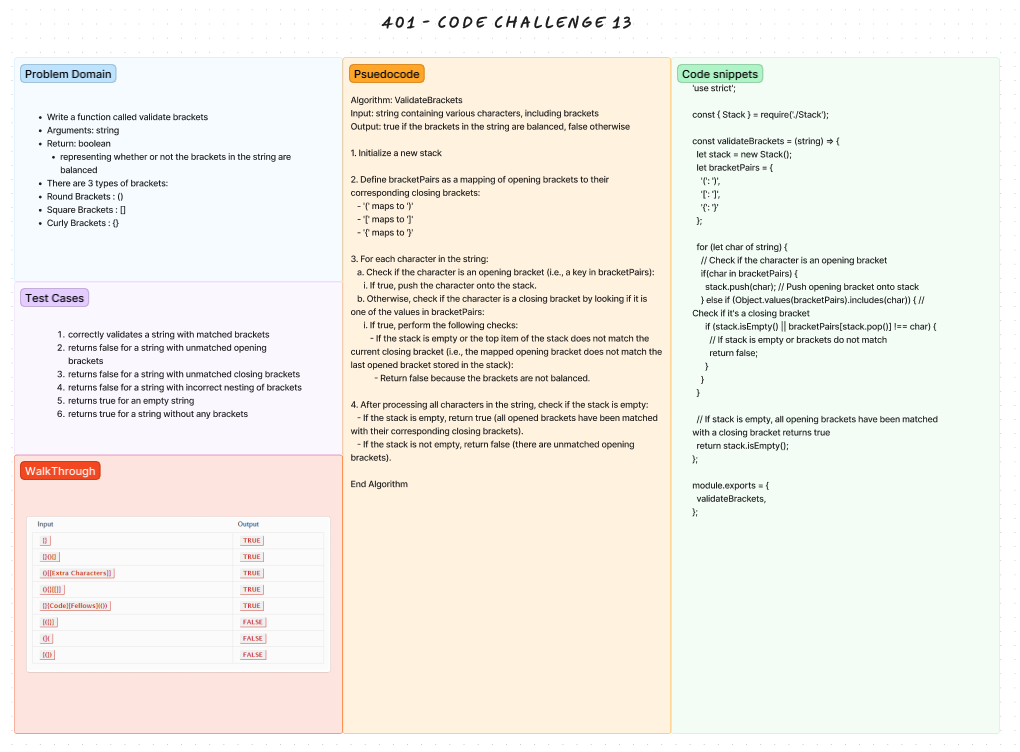 401 - CODE CHALLENGE 13
Problem Domain
• Write a function called validate brackets
• Arguments: string
• Return: boolean
• representing whether or not the brackets in the string are
balanced
• There are 3 types of brackets:
• Round Brackets : ()
• Square Brackets : []
• Curly Brackets : {}
Test Cases
1. correctly validates a string with matched brackets
2. returns false for a string with unmatched opening
brackets
3. returns false for a string with unmatched closing brackets
4. returns false for a string with incorrect nesting of brackets
5. returns true for an empty string
6. returns true for a string without any brackets
WalkThrough
Input Output
TRUE
TRUE
Extra Characters TRUE
TRUE
Code Fellows TRUE
FALSE
FALSE
FALSE
Psuedocode
Algorithm: ValidateBrackets
Input: string containing various characters, including brackets
Output: true if the brackets in the string are balanced, false otherwise
1. Initialize a new stack
2. Define bracketPairs as a mapping of opening brackets to their
corresponding closing brackets:
- '(' maps to ')'
- '[' maps to ']'
- '{' maps to '}'
3. For each character in the string:
a. Check if the character is an opening bracket (i.e., a key in bracketPairs):
i. If true, push the character onto the stack.
b. Otherwise, check if the character is a closing bracket by looking if it is
one of the values in bracketPairs:
i. If true, perform the following checks:
- If the stack is empty or the top item of the stack does not match the
current closing bracket (i.e., the mapped opening bracket does not match the
last opened bracket stored in the stack):
- Return false because the brackets are not balanced.
4. After processing all characters in the string, check if the stack is empty:
- If the stack is empty, return true (all opened brackets have been matched
with their corresponding closing brackets).
- If the stack is not empty, return false (there are unmatched opening
brackets).
End Algorithm
Code snippets
'use strict';
const { Stack } = require('./Stack');
const validateBrackets = (string) => {
let stack = new Stack();
let bracketPairs = {
'(': ')',
'[': ']',
'{': '}'
};
for (let char of string) {
// Check if the character is an opening bracket
if(char in bracketPairs) {
stack.push(char); // Push opening bracket onto stack
} else if (Object.values(bracketPairs).includes(char)) { //
Check if it's a closing bracket
if (stack.isEmpty() || bracketPairs[stack.pop()] !== char) {
// If stack is empty or brackets do not match
return false;
}
}
}
// If stack is empty, all opening brackets have been matched
with a closing bracket returns true
return stack.isEmpty();
};
module.exports = {
validateBrackets,
};